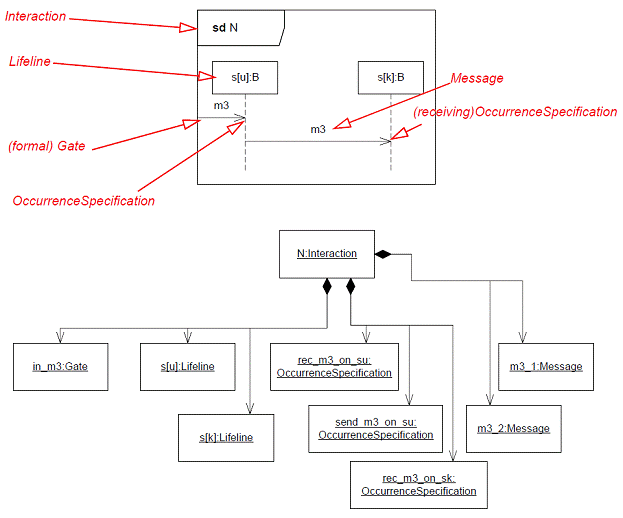 Interaction
sd N
Lifeline
s[u]:B
s[k]:B
Message
m3
m3
(receiving)OccurrenceSpecification
(formal) Gate
OccurrenceSpecification
N:Interaction
in_m3:Gate
s[u]:Lifeline
rec_m3_on_su:
OccurrenceSpecification
m3_1:Message
s[k]:Lifeline
send_m3_on_su:
OccurrenceSpecification
m3_2:Message
rec_m3_on_sk:
OccurrenceSpecification